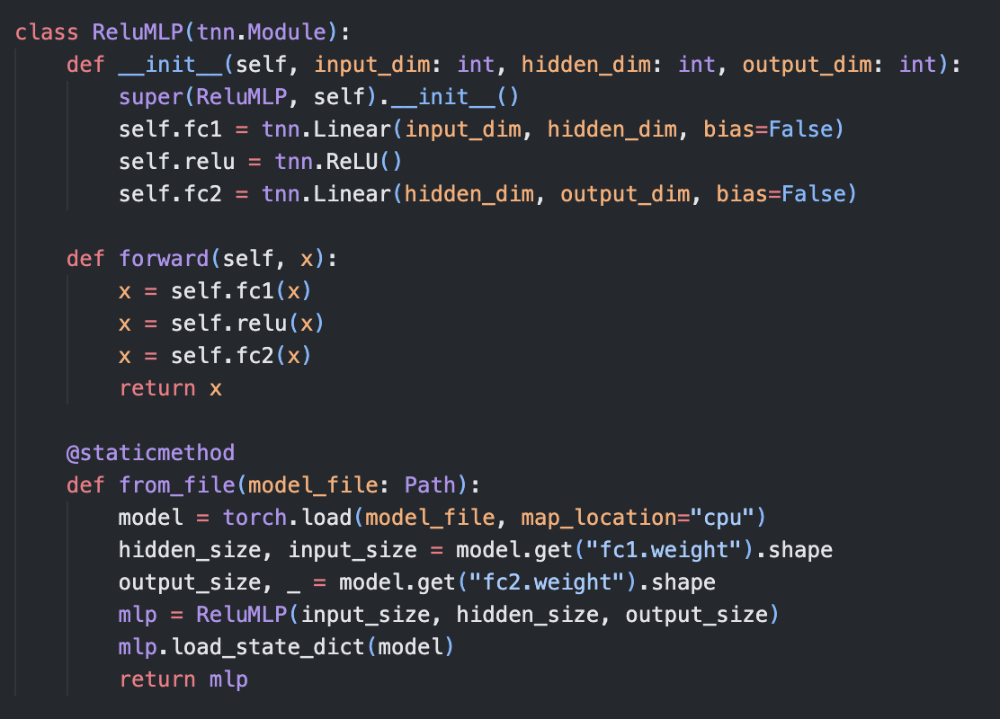 class ReluMLP(tnn.Module):
    def __init__(self, input_dim: int, hidden_dim: int, output_dim: int):
        super(ReluMLP, self).__init__()
        self.fc1 = tnn.Linear(input_dim, hidden_dim, bias=False)
        self.relu = tnn.ReLU()
        self.fc2 = tnn.Linear(hidden_dim, output_dim, bias=False)

    def forward(self, x):
        x = self.fc1(x)
        x = self.relu(x)
        x = self.fc2(x)
        return x

    @staticmethod
    def from_file(model_file: Path):
        model = torch.load(model_file, map_location="cpu")
        hidden_size, input_size = model.get("fc1.weight").shape
        output_size, _ = model.get("fc2.weight").shape
        mlp = ReluMLP(input_size, hidden_size, output_size)
        mlp.load_state_dict(model)
        return mlp